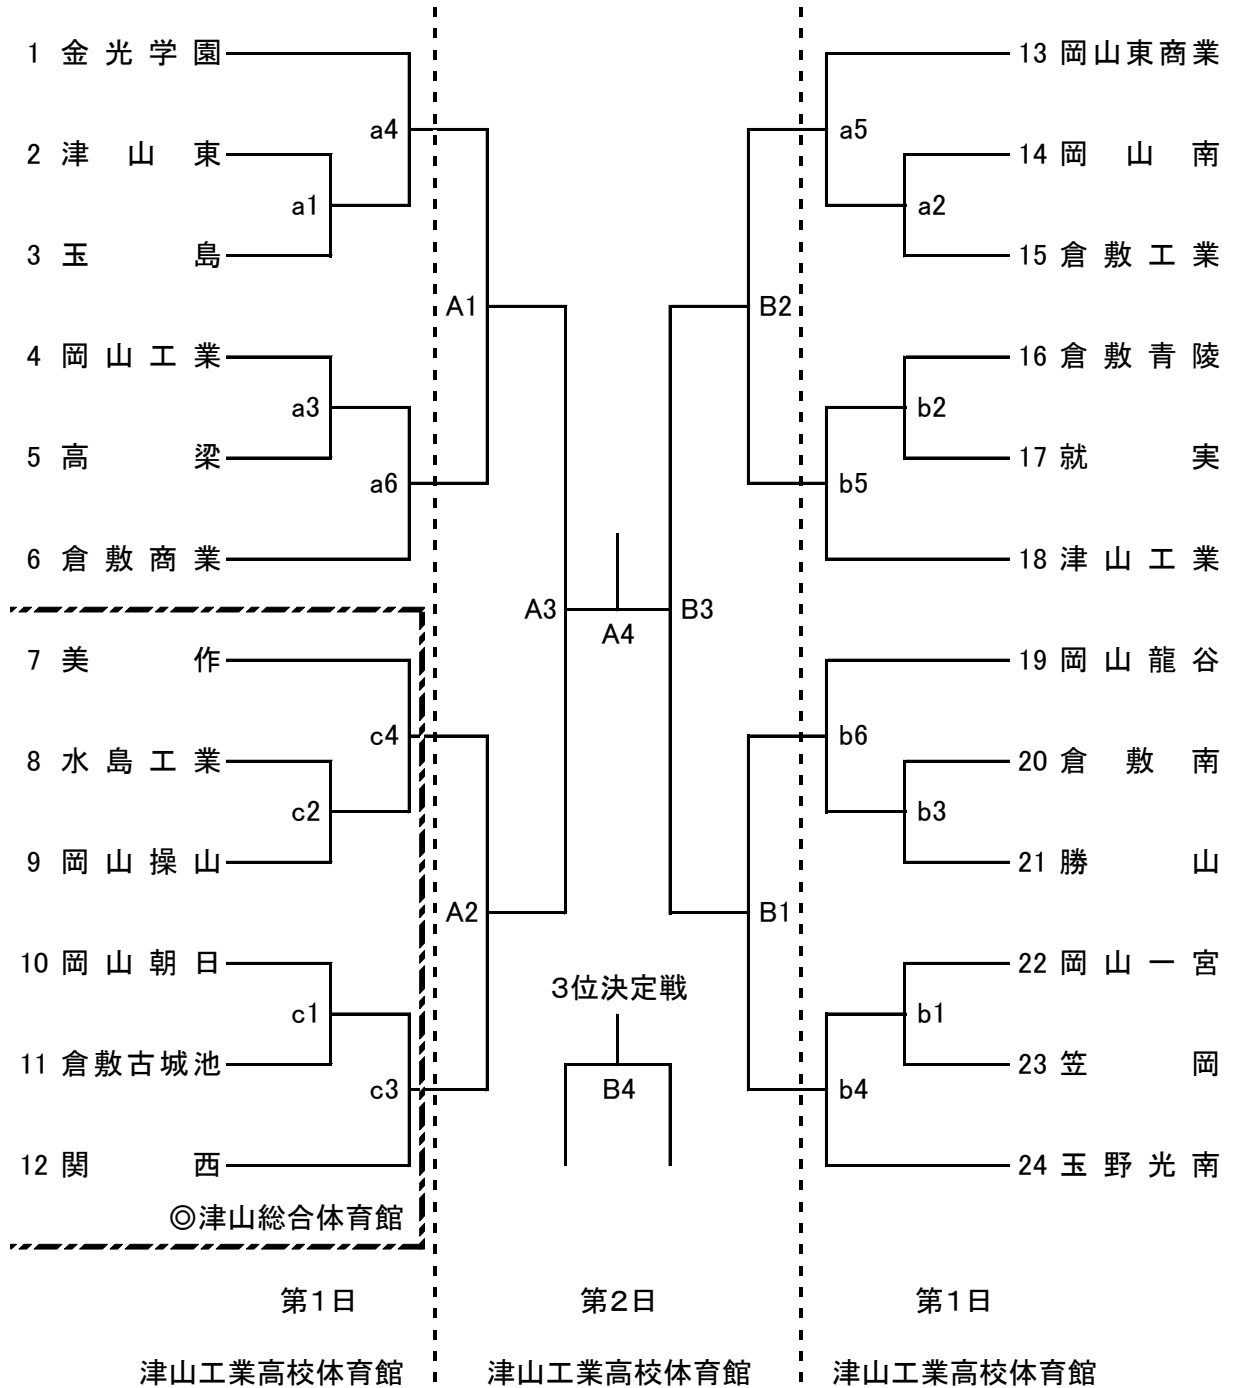 1 金光学園
a4
2 津山東
a1
3 玉島
A1
4 岡山工業
a3
5 高梁
a6
6 倉敷商業
A3
7 美作
c4
8 水島工業
c2
9 岡山操山
A2
10 岡山朝日
c1
11 倉敷古城池
c3
12 関西
◎津山総合体育館
A4
3位決定戦
B4
13 岡山東商業
a5
14 岡山南
a2
15 倉敷工業
B2
16 倉敷青陵
b2
17 就実
b5
18 津山工業
B3
19 岡山龍谷
b6
20 倉敷南
b3
21 勝山
B1
22 岡山一宮
b1
23 笠岡
b4
24 玉野光南
第1日 第2日 第1日
津山工業高校体育館 津山工業高校体育館 津山工業高校体育館